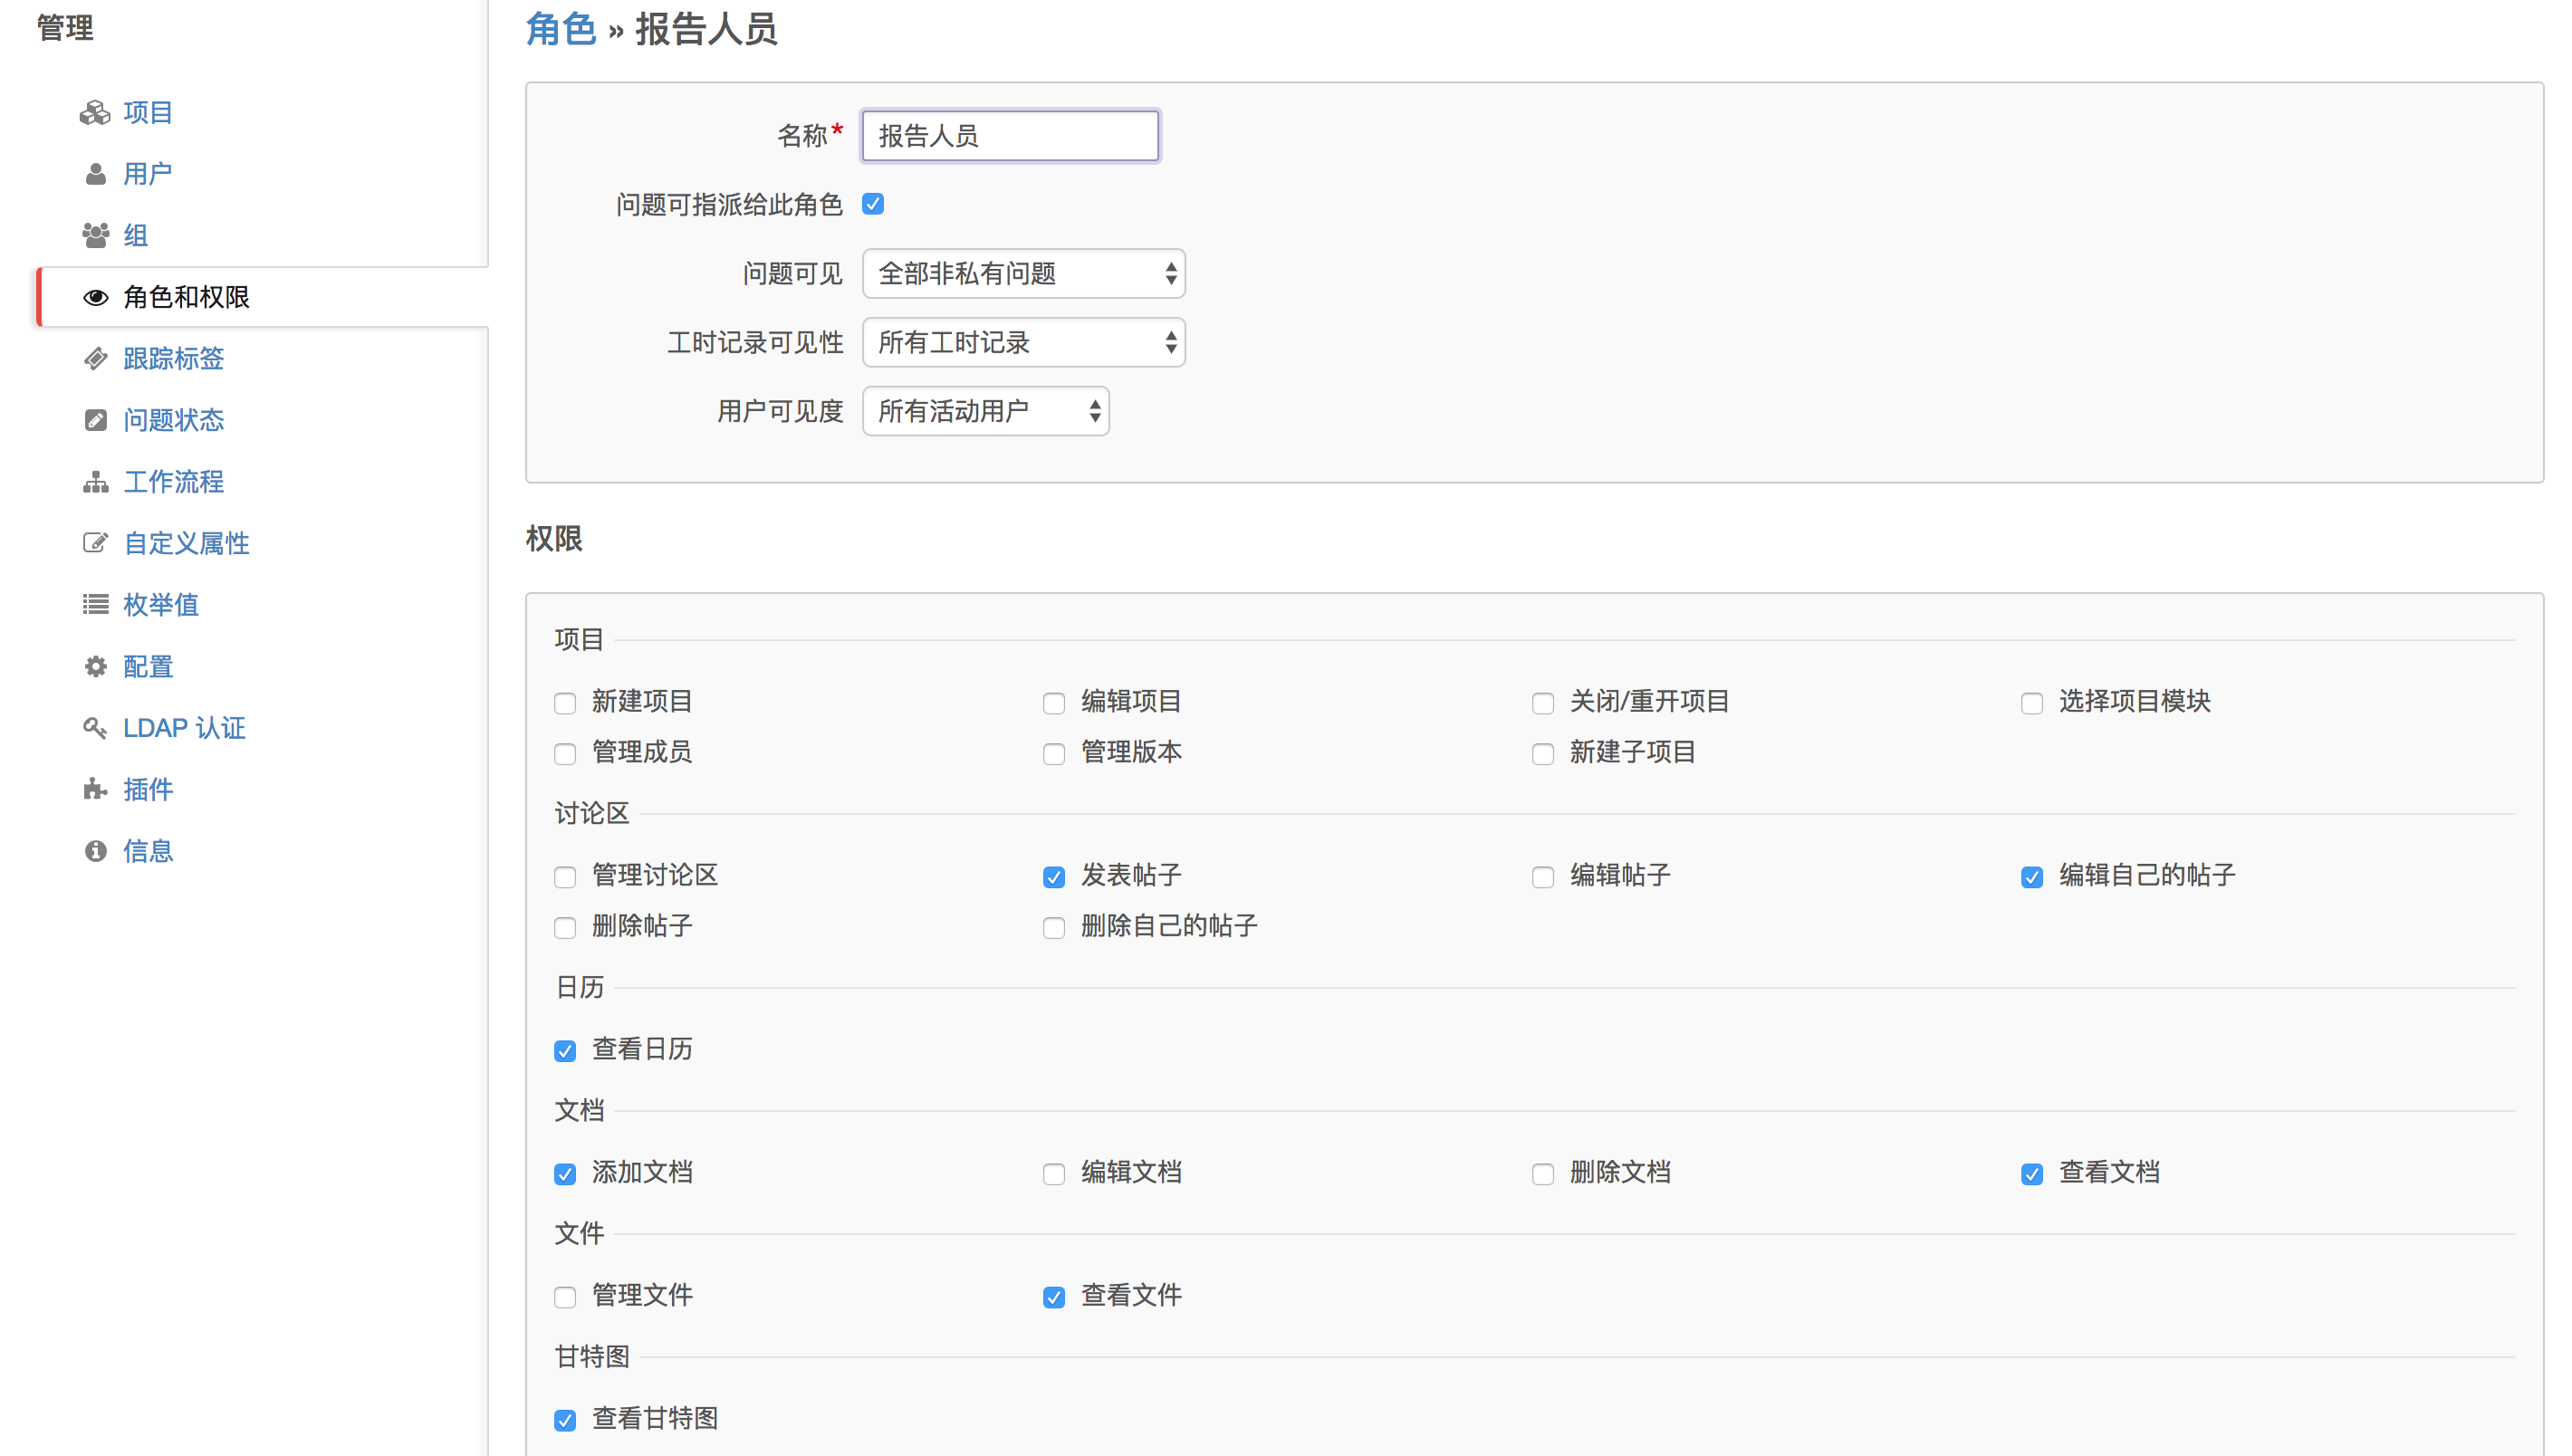 管理
项目
用户
组
角色和权限
跟踪标签
问题状态
工作流程
自定义属性
枚举值
配置
LDAP 认证
插件
信息
角色 » 报告人员
名称* 报告人员
问题可指派给此角色
问题可见 全部非私有问题
工时记录可见性 所有工时记录
用户可见度 所有活动用户
权限
项目
新建项目 编辑项目 关闭/重开项目 选择项目模块
管理成员 管理版本 新建子项目
讨论区
管理讨论区 发表帖子 编辑帖子 编辑自己的帖子
删除帖子 删除自己的帖子
日历
查看日历
文档
添加文档 编辑文档 删除文档 查看文档
文件
管理文件 查看文件
甘特图
查看甘特图